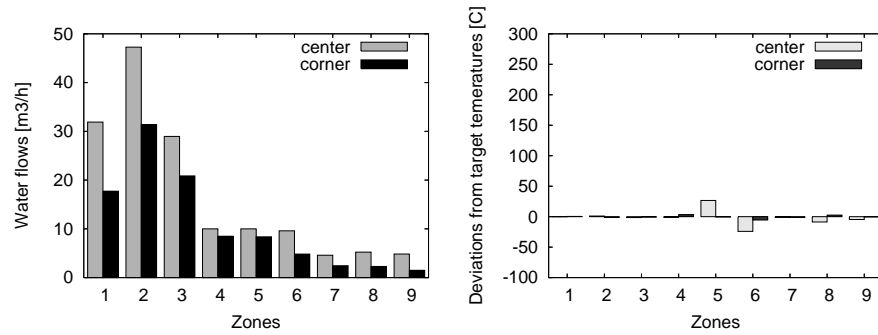 Water flows [m3/h]
50
40
30
20
10
0
center
corner
1 2 3 4 5 6 7 8 9
Zones
Deviations from target temeratures [C]
300
250
200
150
100
50
0
-50
-100
center
corner
1 2 3 4 5 6 7 8 9
Zones